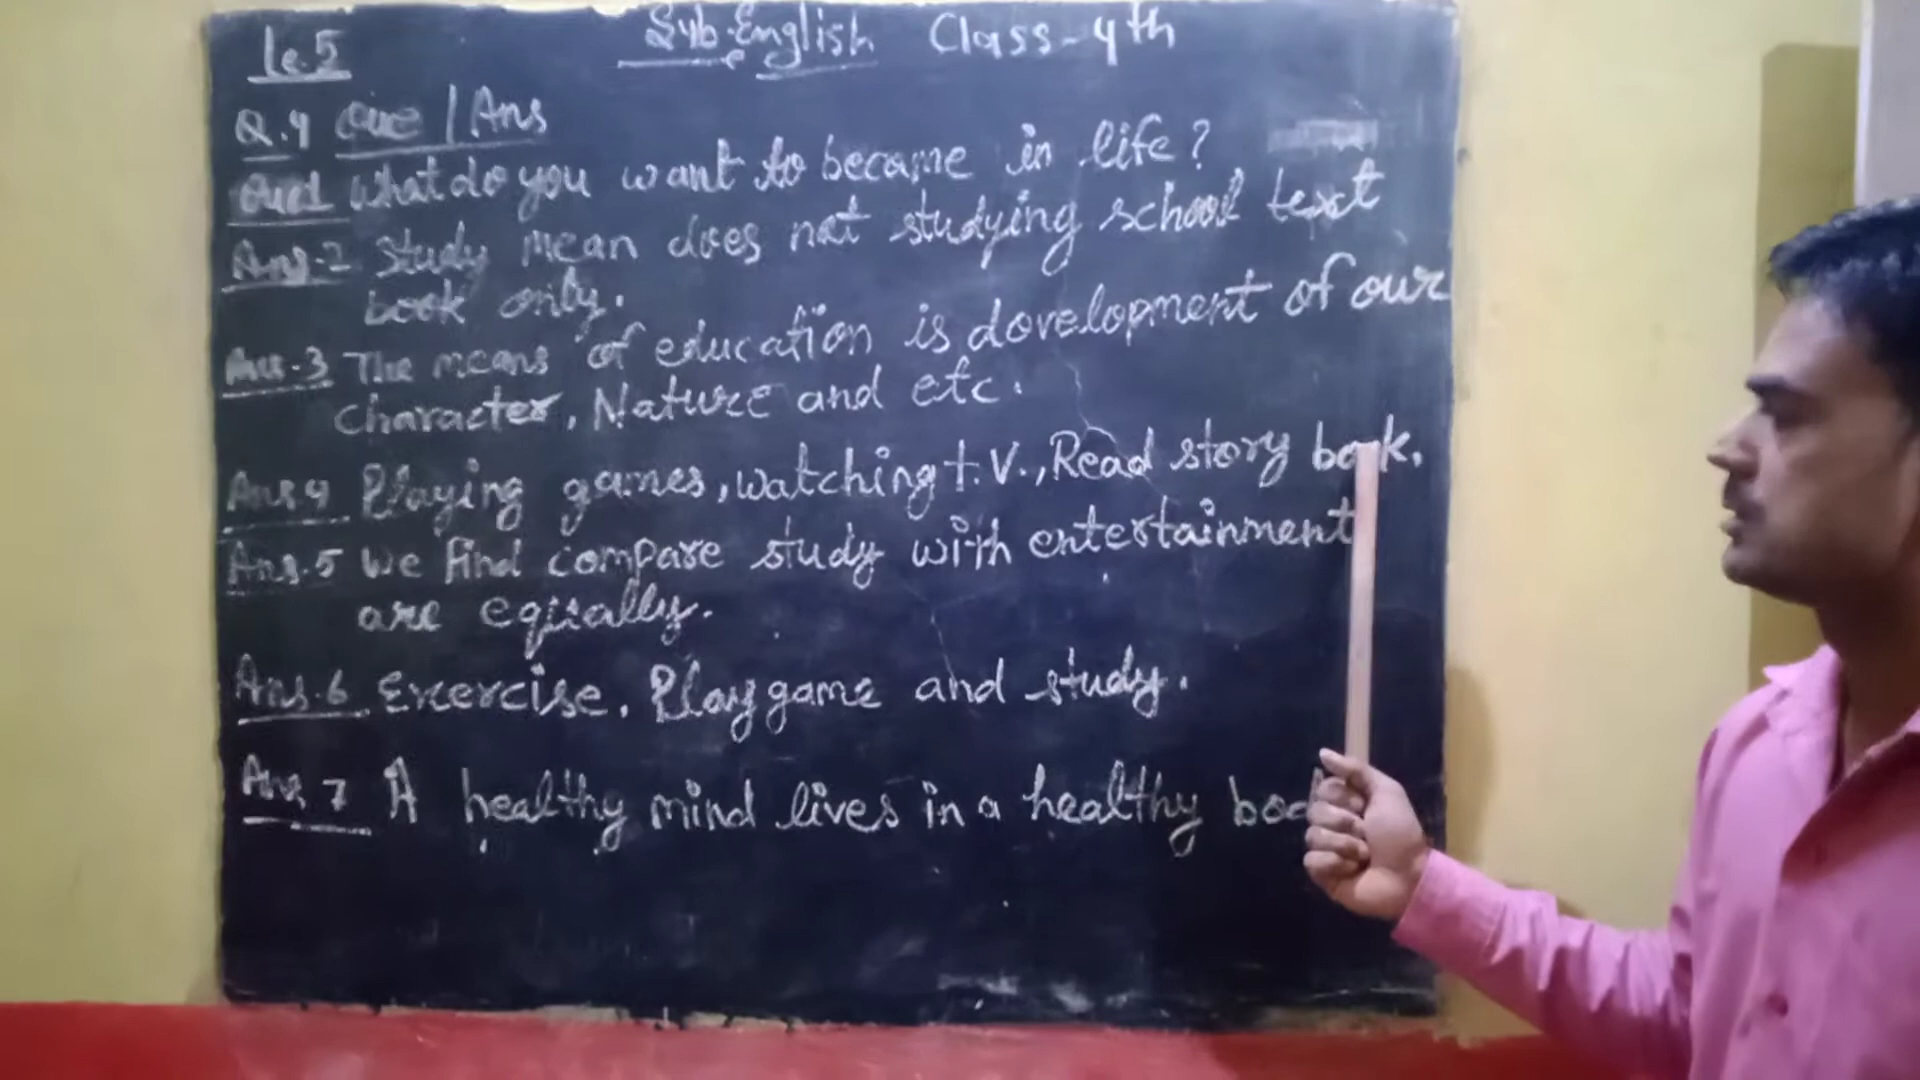 Le.5
Sub.English Class-4th
Q.4 Que/Ans
Que1 What do you want to became in life?
Ans.2 Study mean does not studying school text
book only.
Ans.3 The means of education is dovelopment of our
Character, Nature and etc.
Ans.4 Playing games, watching t.V., Read story book.
Ans.5 We find compare study with entertainment
are equally.
Ans.6 Exercise, Play game and study.
Ans.7 A healthy mind lives in a healthy